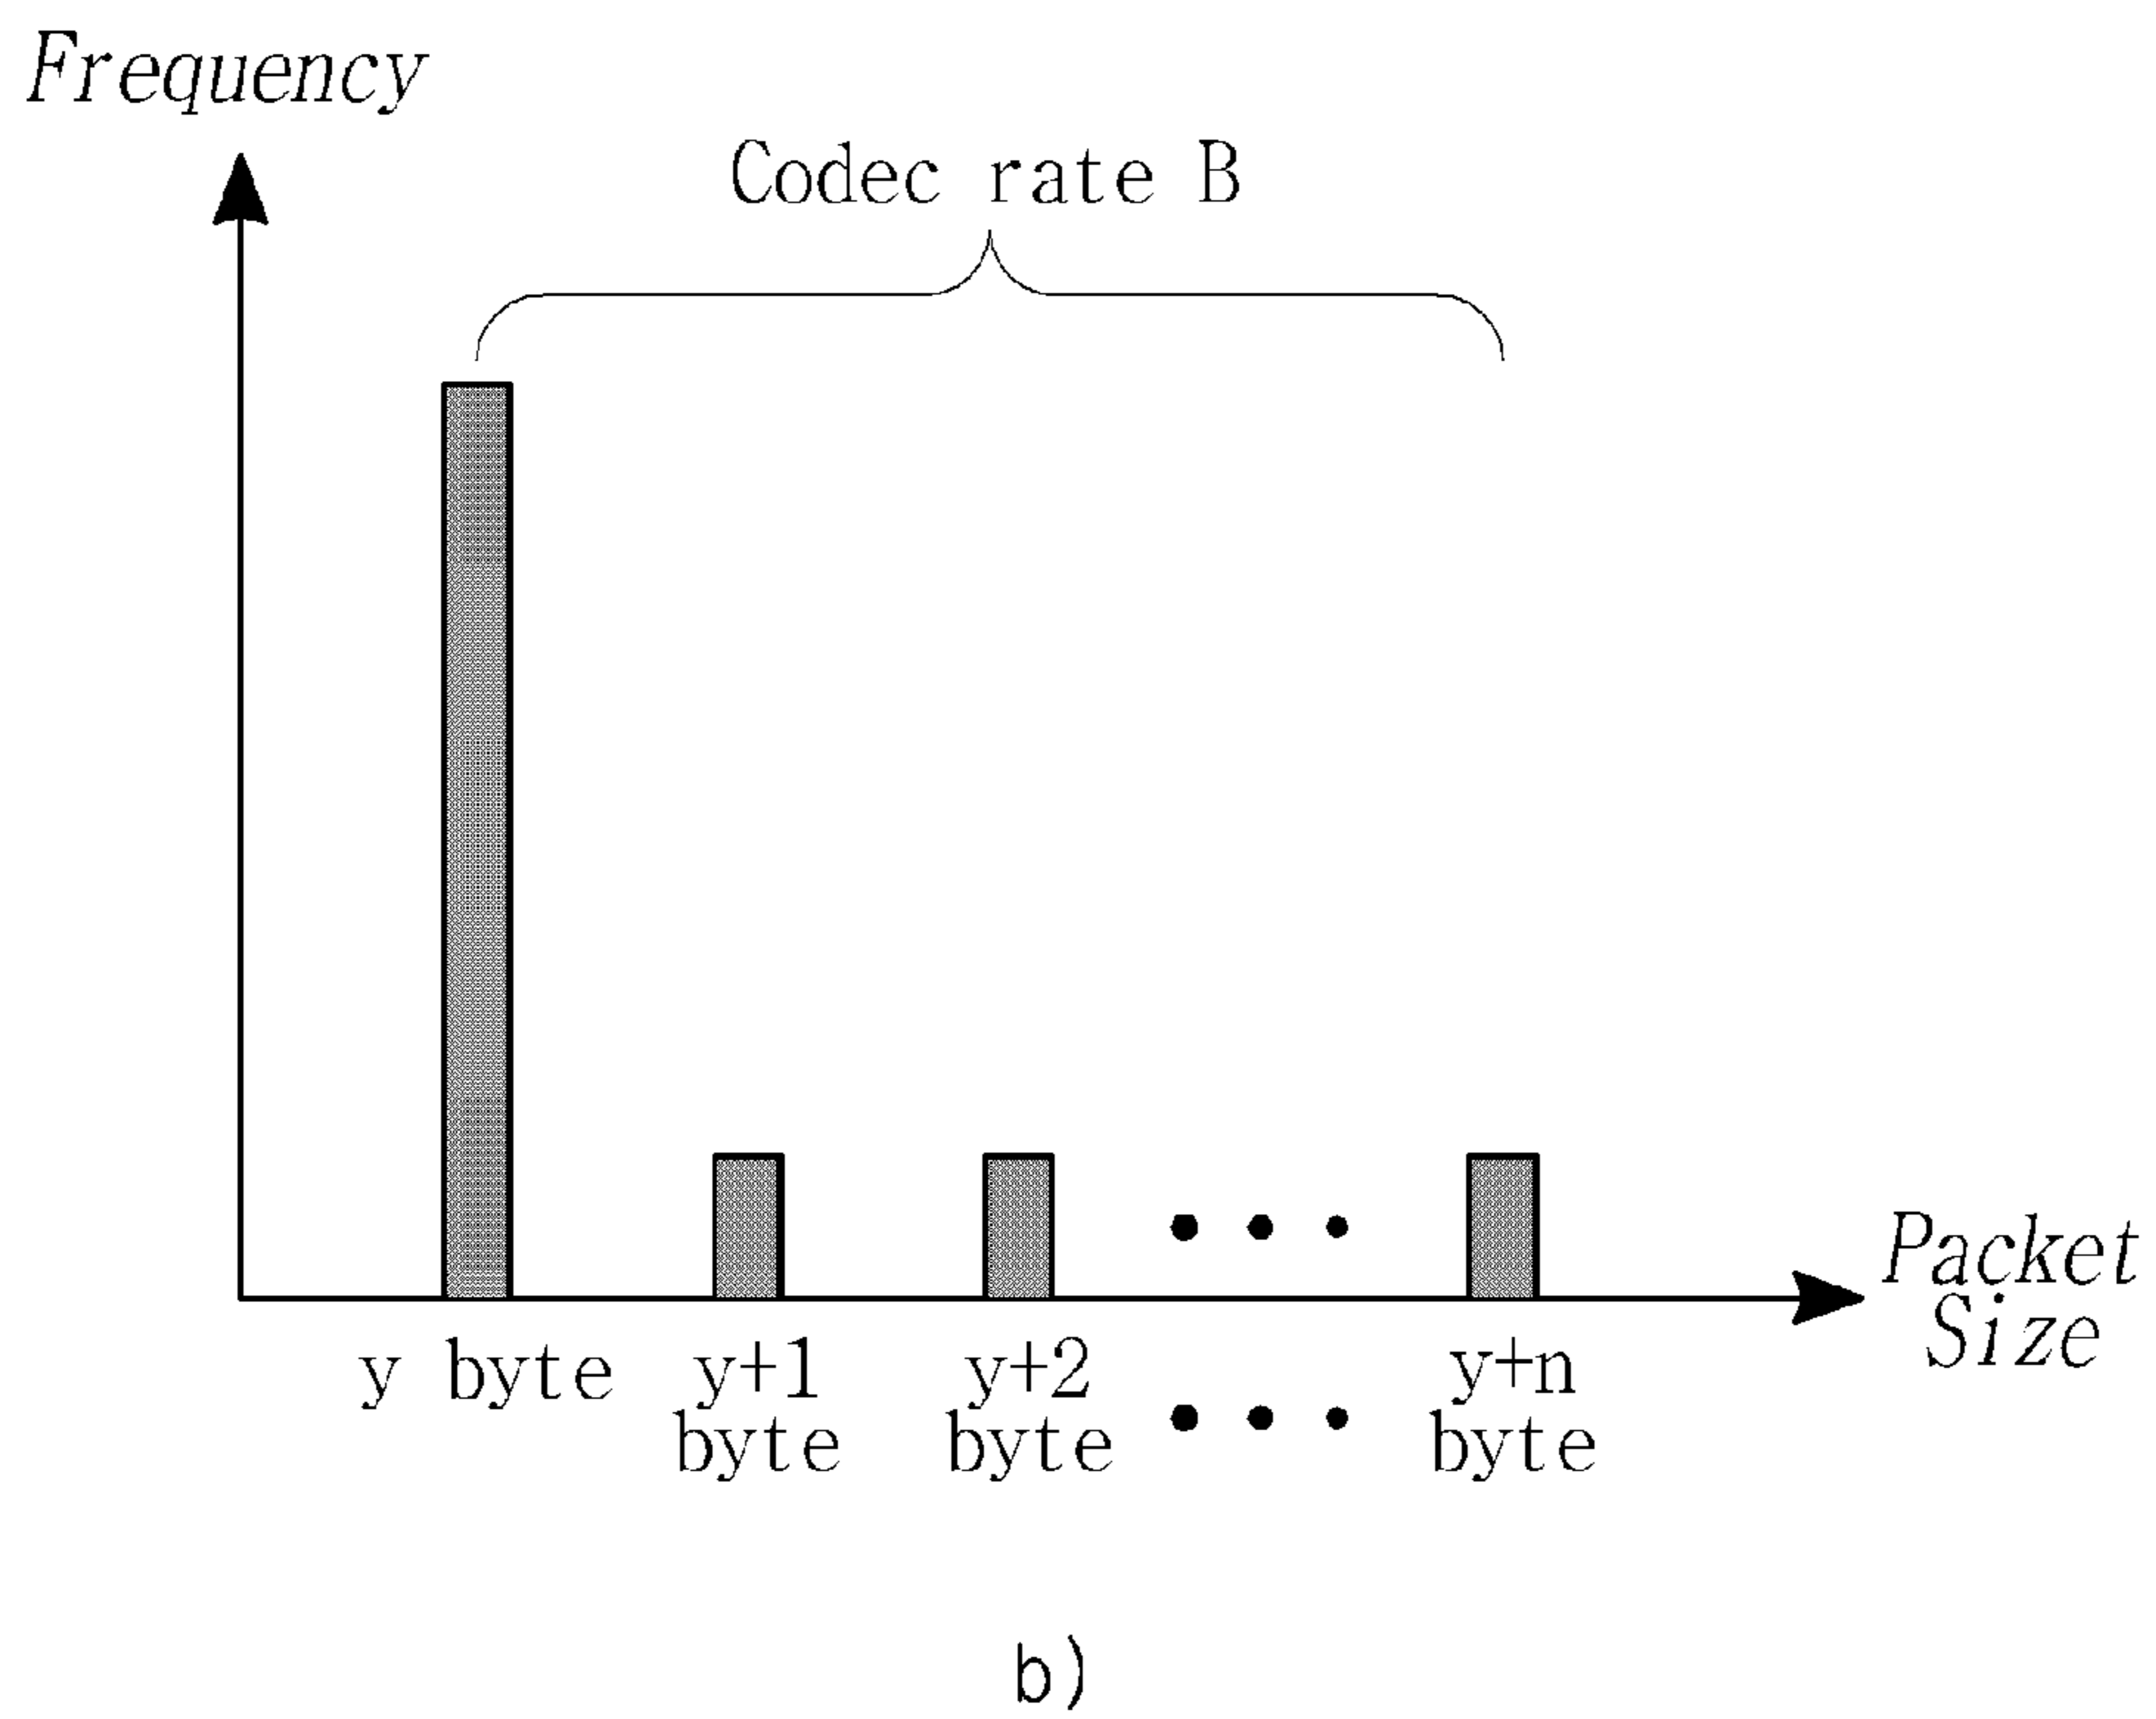 Frequency
Codec rate B
Packet
Size
y byte
y+1
byte
y+2
byte
• • •
• • •
y+n
byte
b)